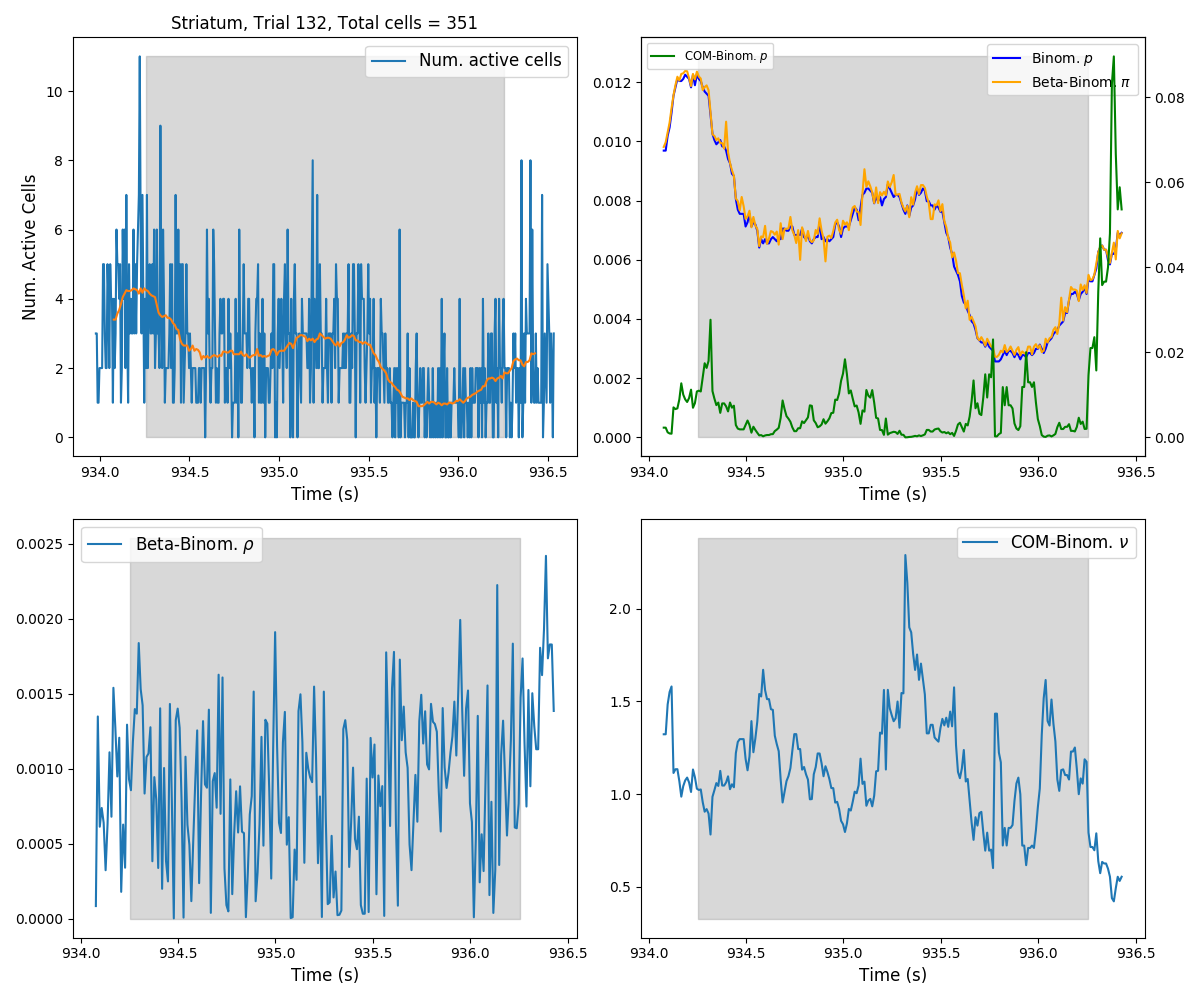 Striatum, Trial 132, Total cells = 351
Num. Active Cells
10
8
6
4
2
0
Num. active cells
934.0 934.5 935.0 935.5 936.0 936.5
Time (s)
COM-Binom. p
Binom. p
Beta-Binom. π
0.012
0.010
0.008
0.006
0.004
0.002
0.000
0.08
0.06
0.04
0.02
0.00
934.0 934.5 935.0 935.5 936.0 936.5
Time (s)
Beta-Binom. ρ
0.0025
0.0020
0.0015
0.0010
0.0005
0.0000
934.0 934.5 935.0 935.5 936.0 936.5
Time (s)
COM-Binom. ν
2.0
1.5
1.0
0.5
934.0 934.5 935.0 935.5 936.0 936.5
Time (s)